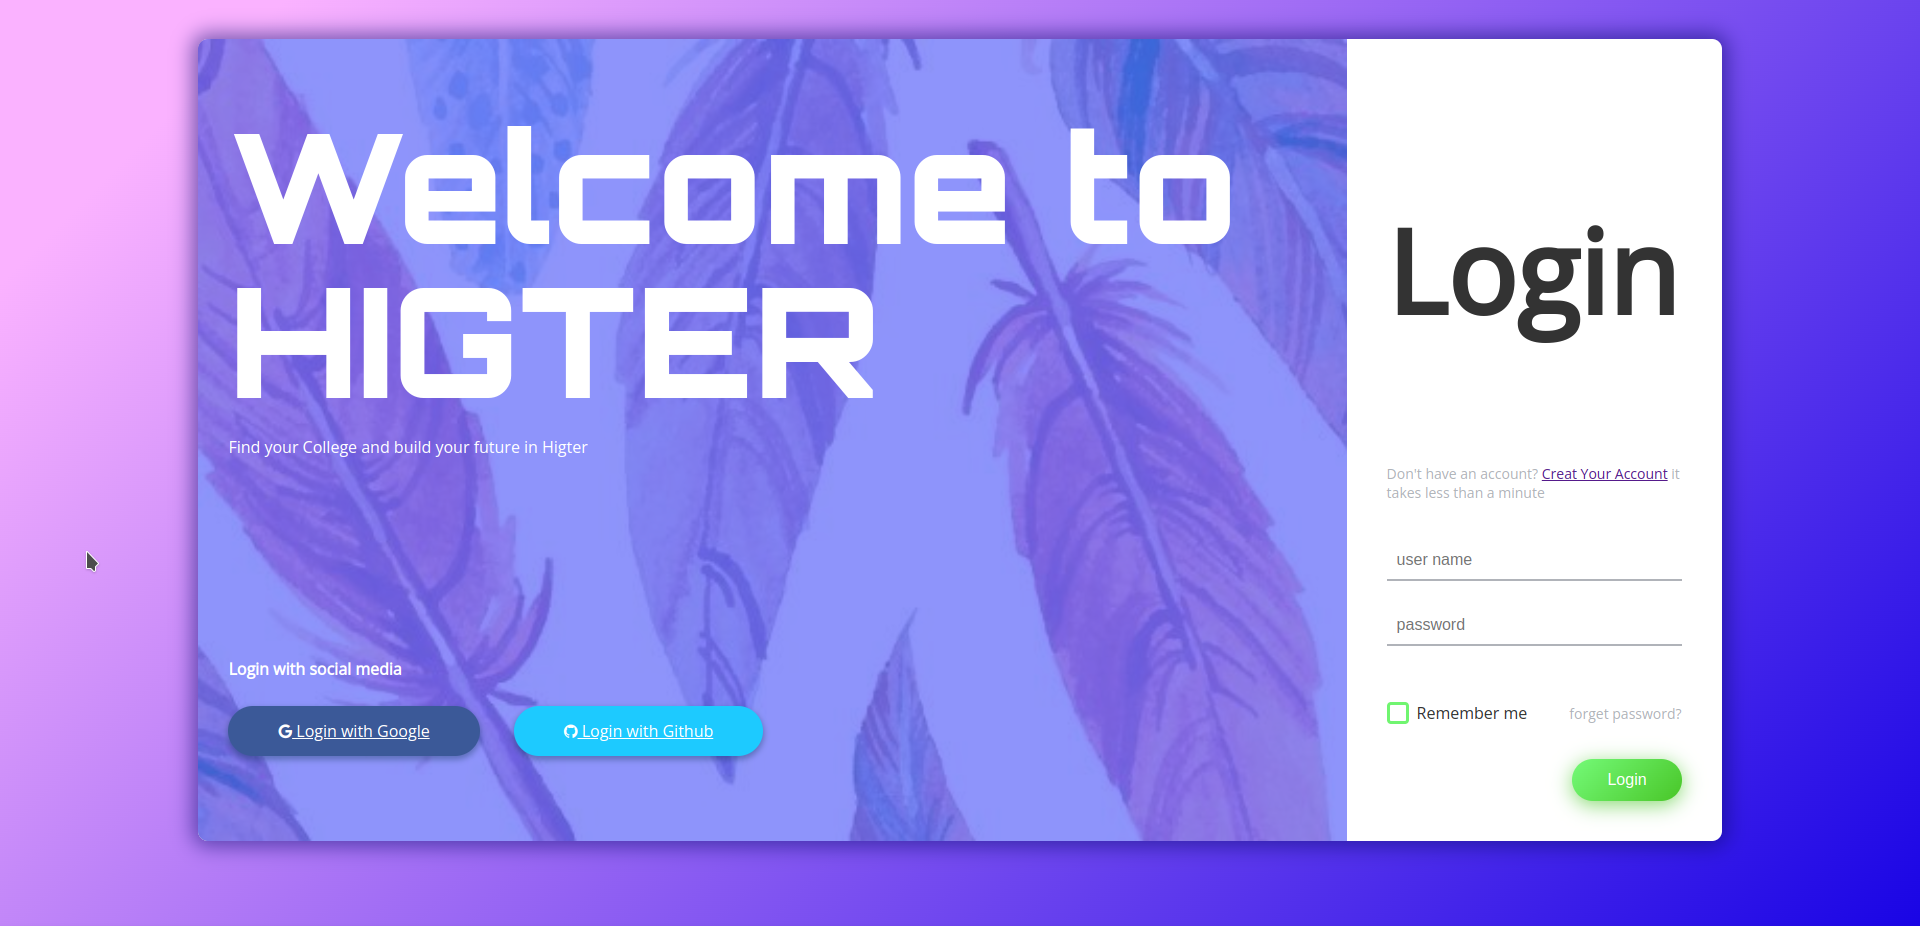 Welcome to
HIGTER
Find your College and build your future in Higter
Login with social media
Login with Google
Login with Github
Login
Don't have an account? Creat Your Account it
takes less than a minute
user name
password
Remember me
forget password?
Login